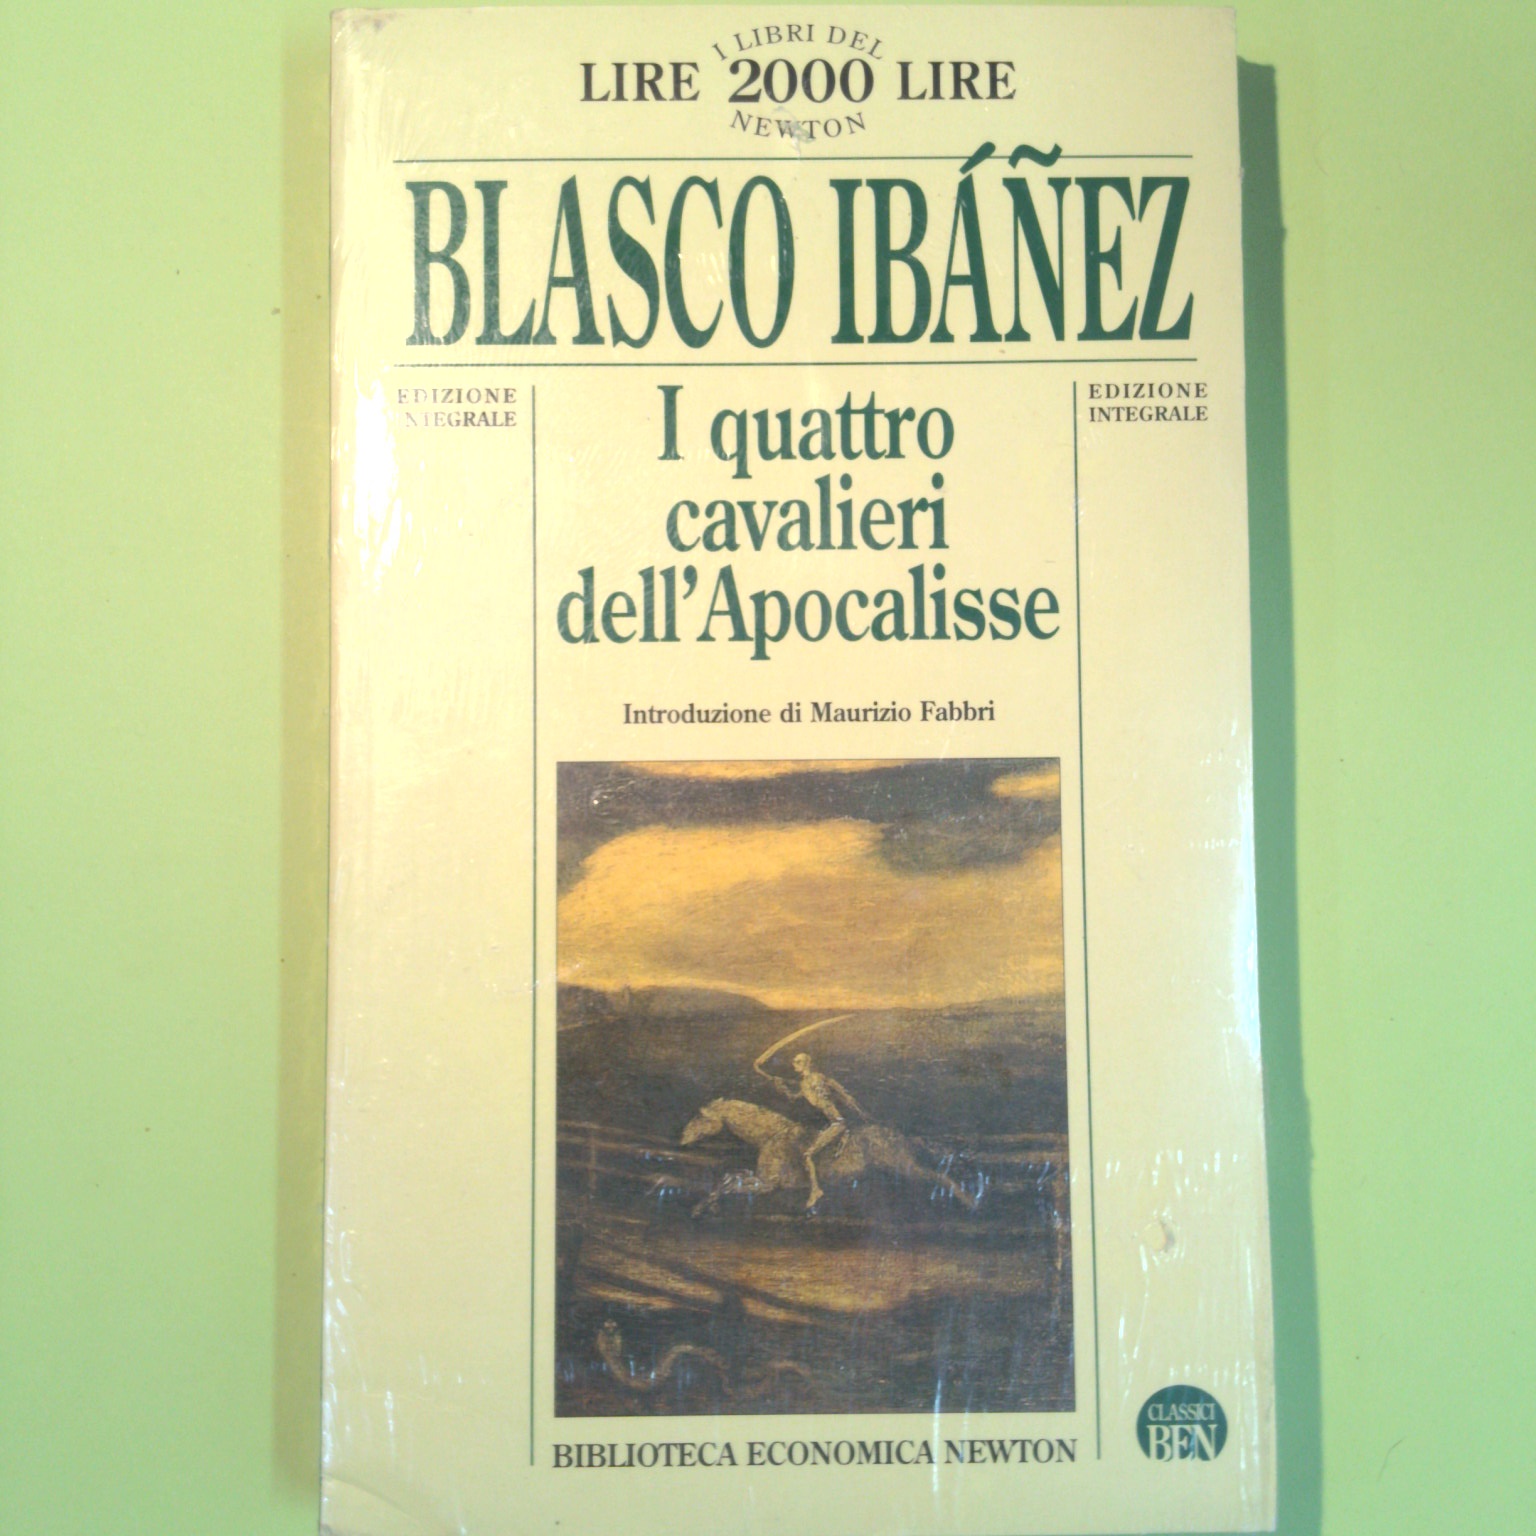 I LIBRI DEL
LIRE 2000 LIRE
NEWTON
BLASCO IBÁÑEZ
EDIZIONE
INTEGRALE
I quattro
cavalieri
dell'Apocalisse
EDIZIONE
INTEGRALE
Introduzione di Maurizio Fabbri
BIBLIOTECA ECONOMICA NEWTON
CLASSICI
BEN